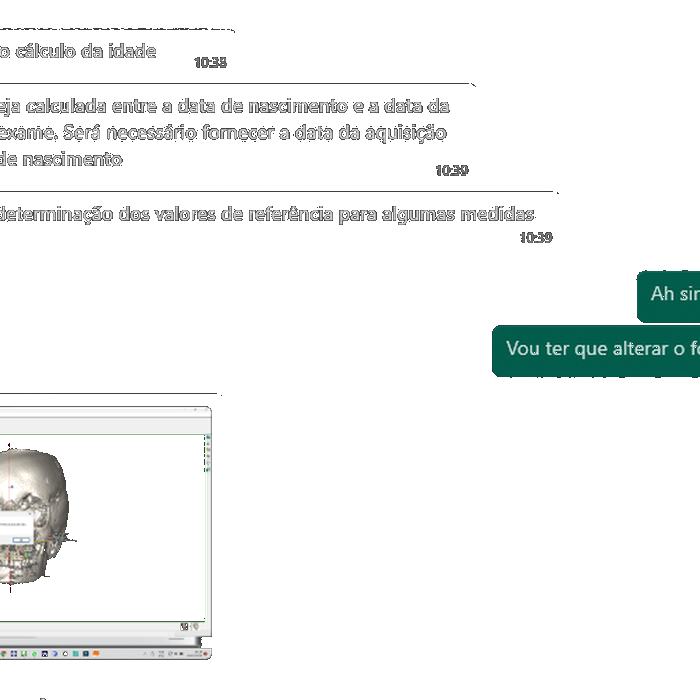 o cálculo da idade
10:38
eja calculada entre a data de nascimento e a data da
exame. Será necessário fornecer a data da aquisição
de nascimento
10:39
determinação dos valores de referência para algumas medidas
10:39
Ah sim
Vou ter que alterar o fo